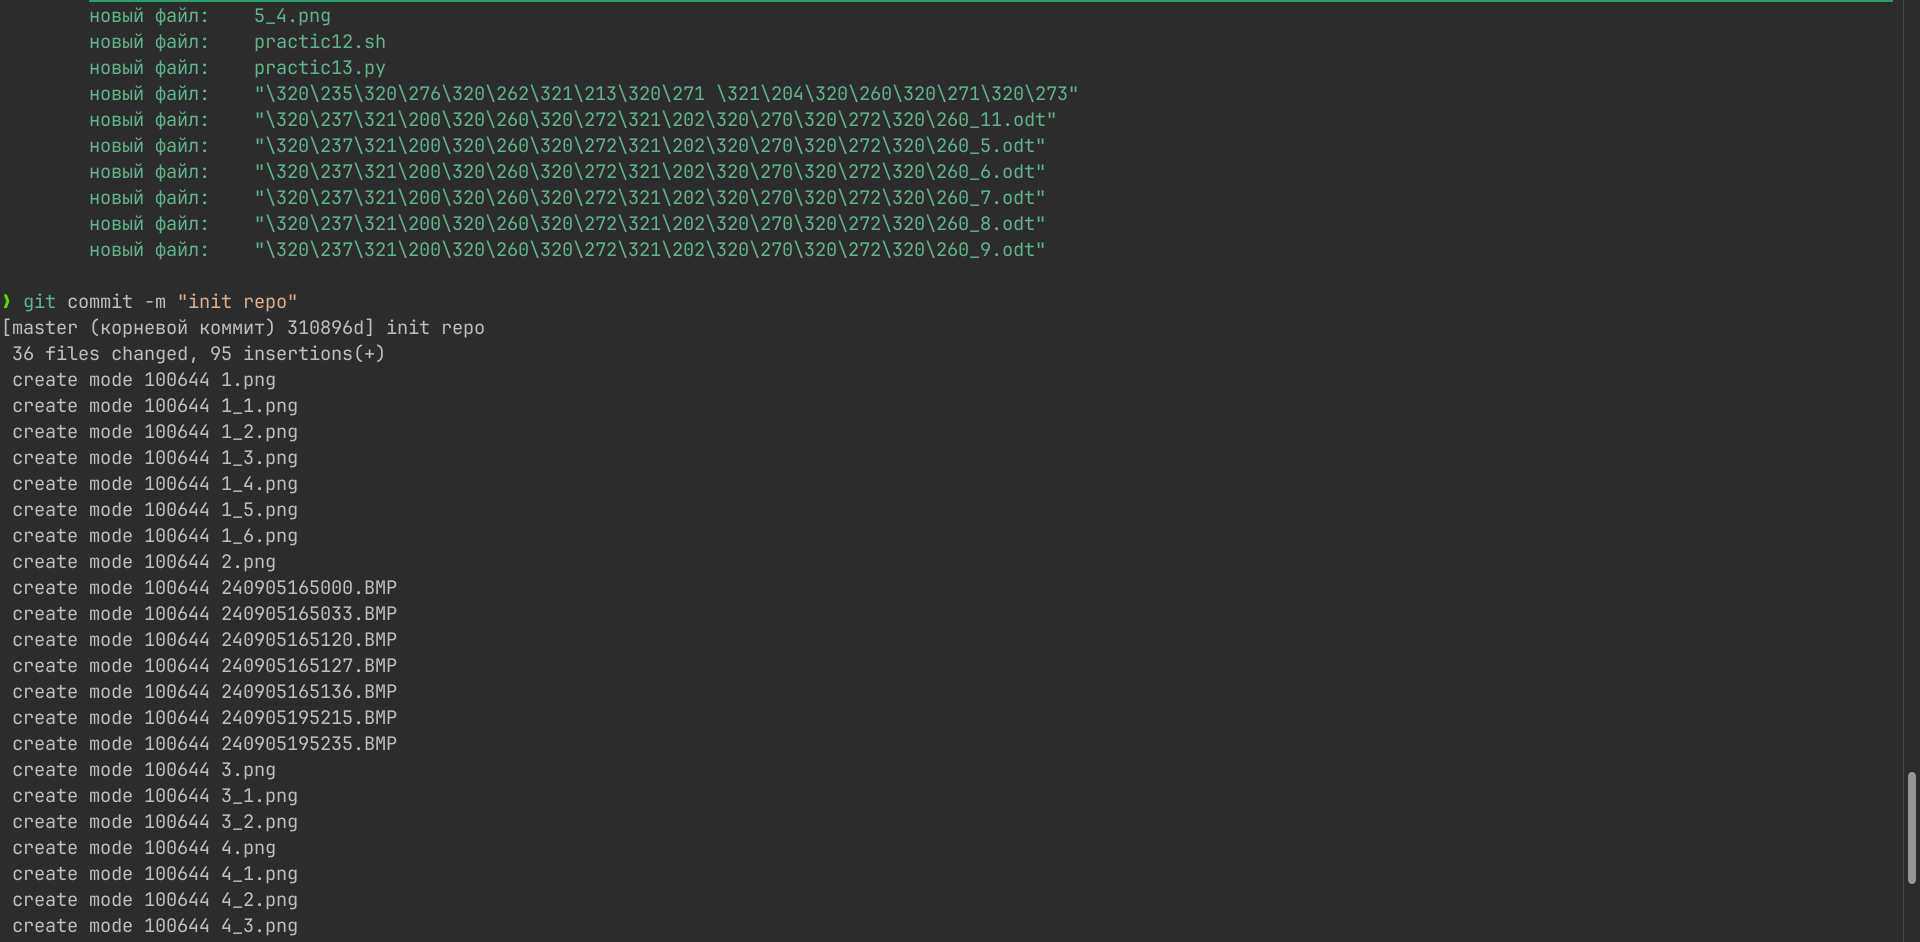 новый файл:    5_4.png
новый файл:    practic12.sh
новый файл:    practic13.py
новый файл:    "\320\235\320\276\320\262\321\213\320\271 \321\204\320\260\320\271\320\273"
новый файл:    "\320\237\321\200\320\260\320\272\321\202\320\270\320\272\320\260_11.odt"
новый файл:    "\320\237\321\200\320\260\320\272\321\202\320\270\320\272\320\260_5.odt"
новый файл:    "\320\237\321\200\320\260\320\272\321\202\320\270\320\272\320\260_6.odt"
новый файл:    "\320\237\321\200\320\260\320\272\321\202\320\270\320\272\320\260_7.odt"
новый файл:    "\320\237\321\200\320\260\320\272\321\202\320\270\320\272\320\260_8.odt"
новый файл:    "\320\237\321\200\320\260\320\272\321\202\320\270\320\272\320\260_9.odt"
❯ git commit -m "init repo"
[master (корневой коммит) 310896d] init repo
36 files changed, 95 insertions(+)
create mode 100644 1.png
create mode 100644 1_1.png
create mode 100644 1_2.png
create mode 100644 1_3.png
create mode 100644 1_4.png
create mode 100644 1_5.png
create mode 100644 1_6.png
create mode 100644 2.png
create mode 100644 240905165000.BMP
create mode 100644 240905165033.BMP
create mode 100644 240905165120.BMP
create mode 100644 240905165127.BMP
create mode 100644 240905165136.BMP
create mode 100644 240905195215.BMP
create mode 100644 240905195235.BMP
create mode 100644 3.png
create mode 100644 3_1.png
create mode 100644 3_2.png
create mode 100644 4.png
create mode 100644 4_1.png
create mode 100644 4_2.png
create mode 100644 4_3.png